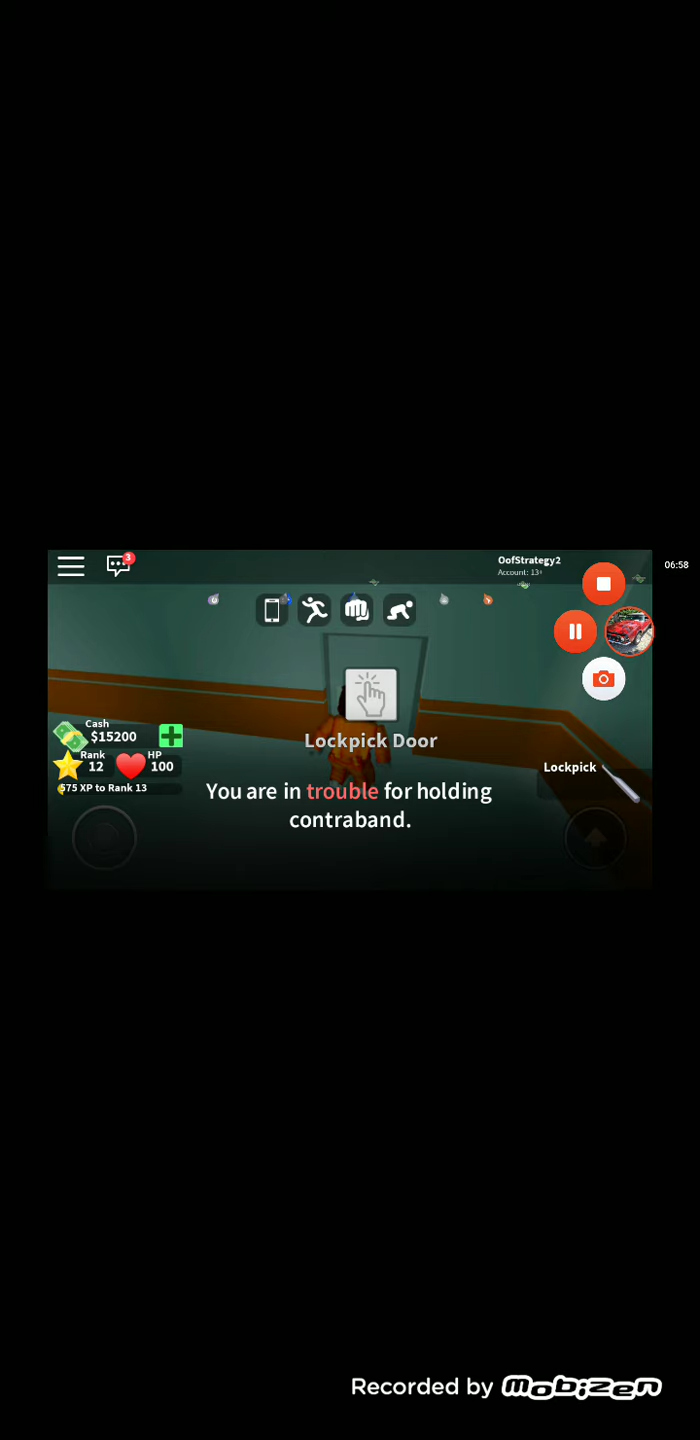 3
OofStrategy2
Account: 13+
06:58
Cash
$15200
Rank
12
HP
100
575 XP to Rank 13
Lockpick Door
Lockpick
You are in trouble for holding
contraband.
Recorded by mobizen